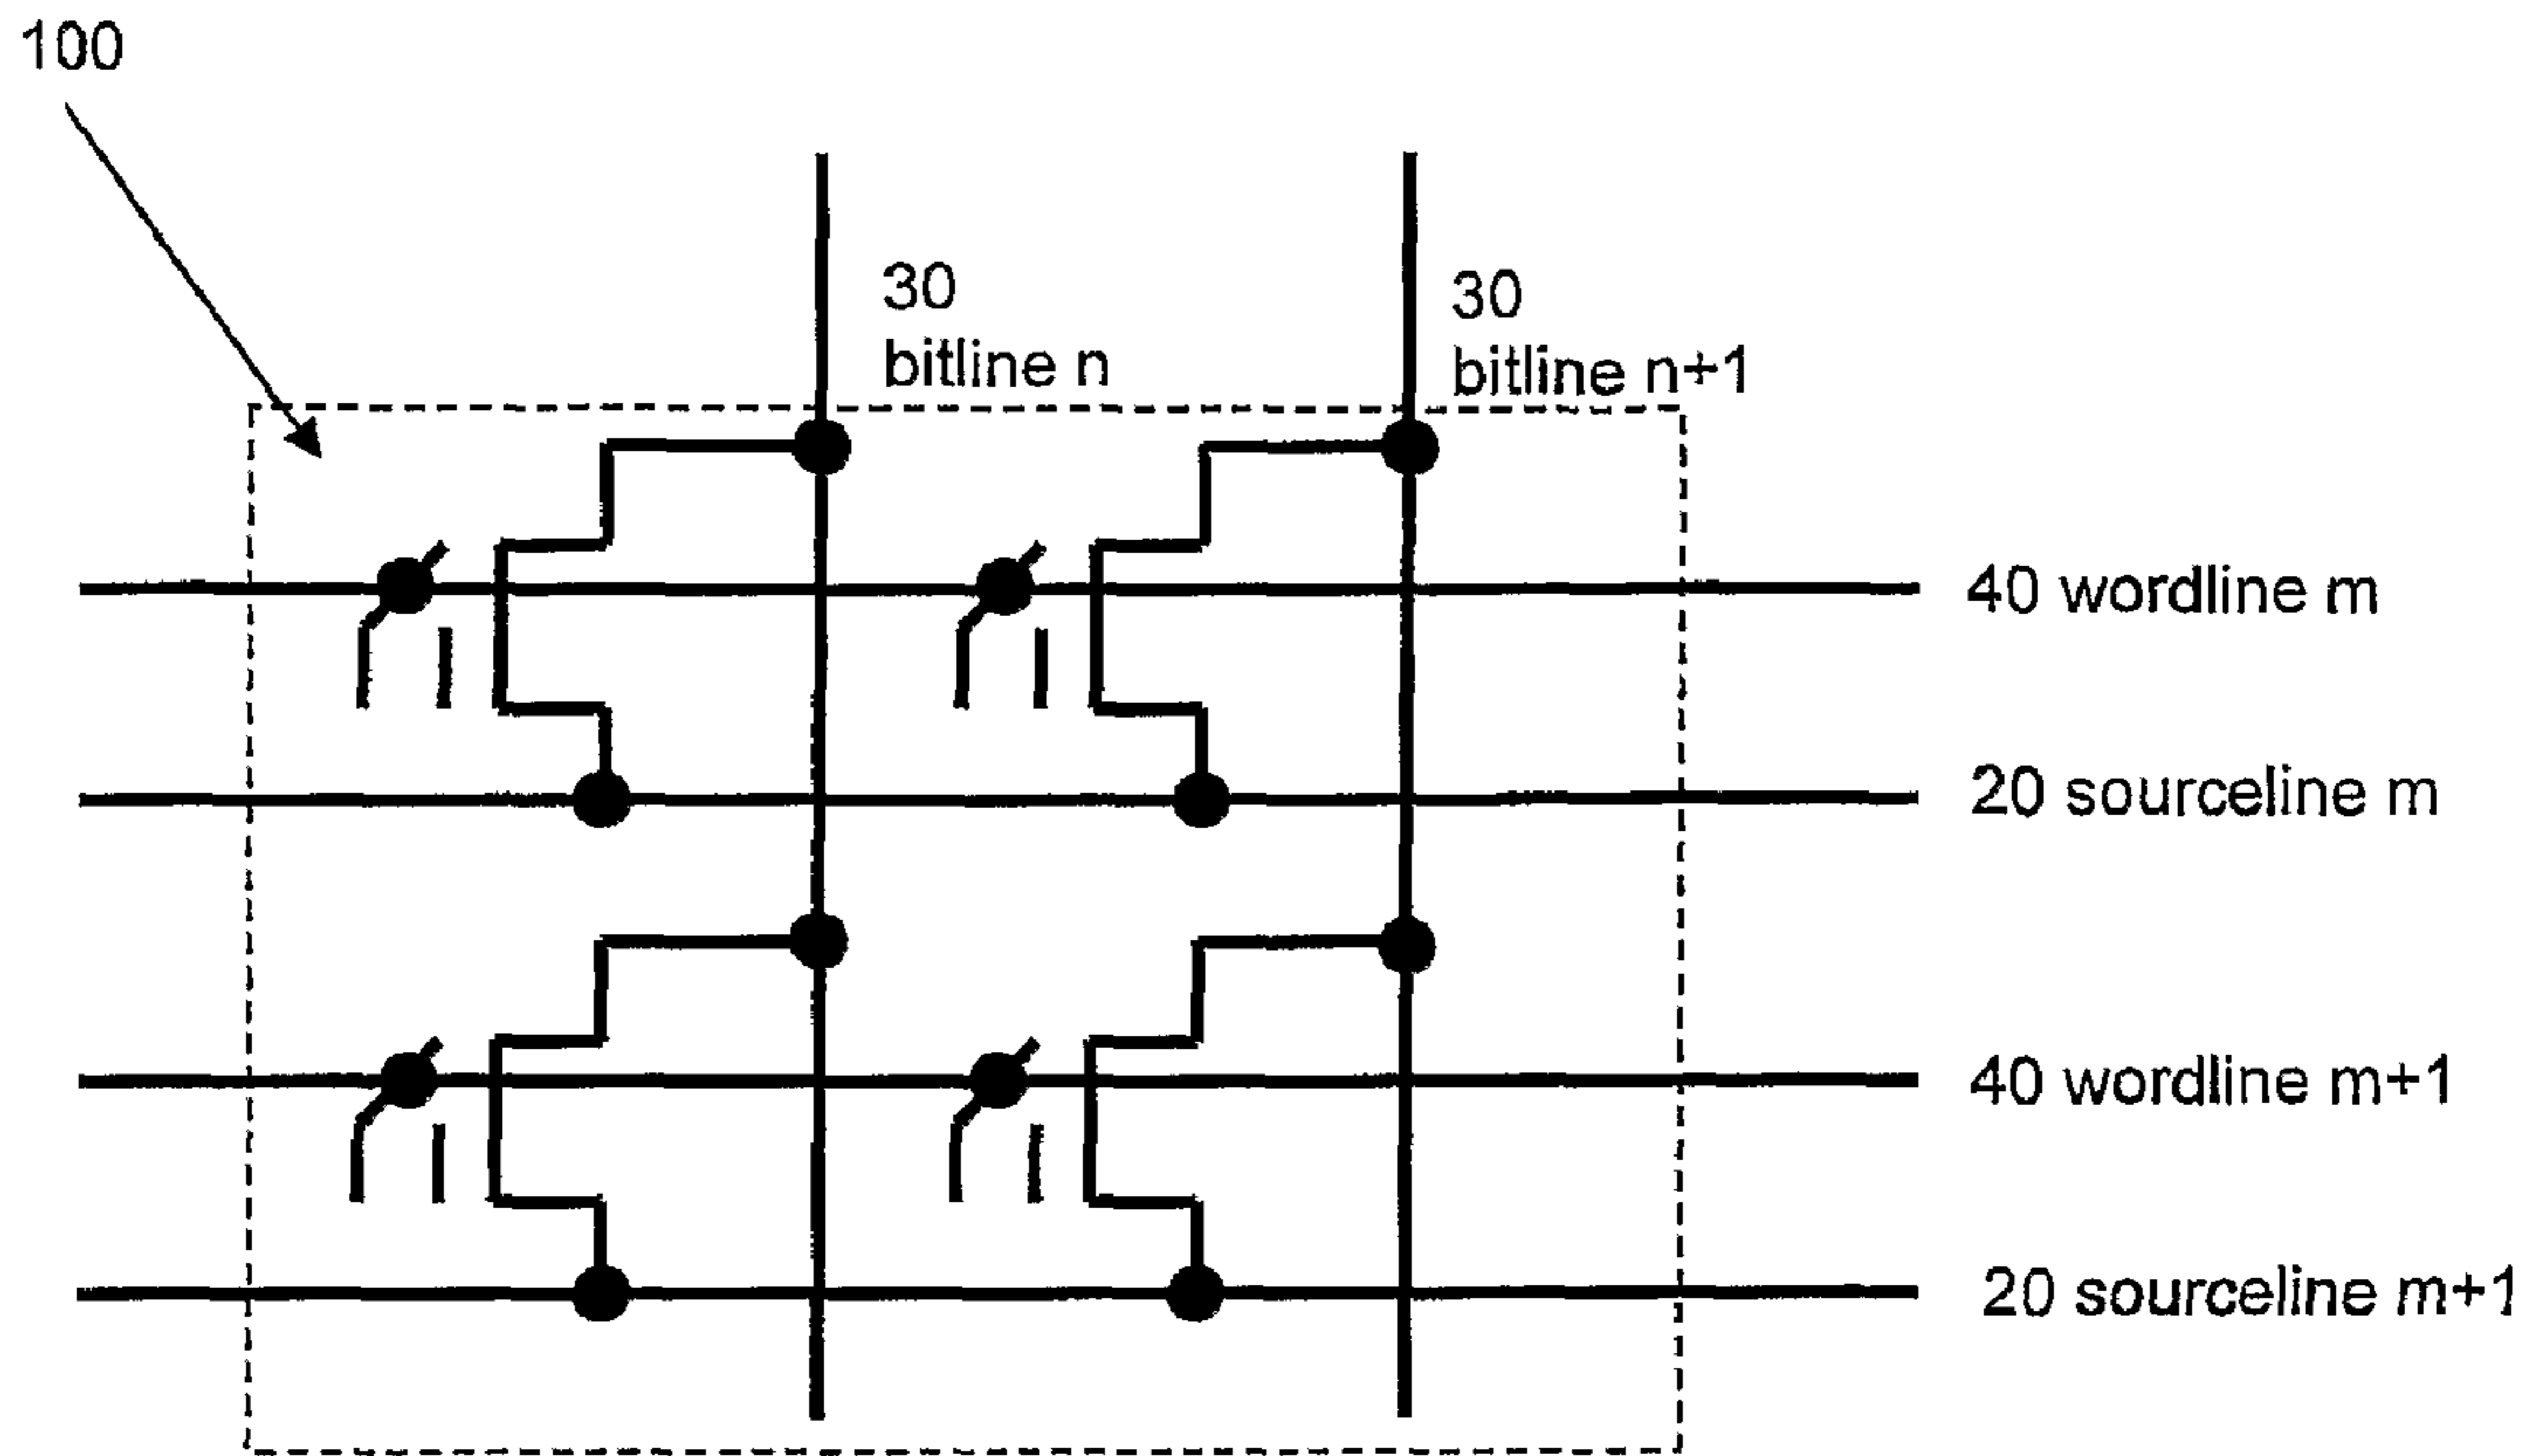 100
30
bitline n
30
bitline n+1
40 wordline m
20 sourceline m
40 wordline m+1
20 sourceline m+1